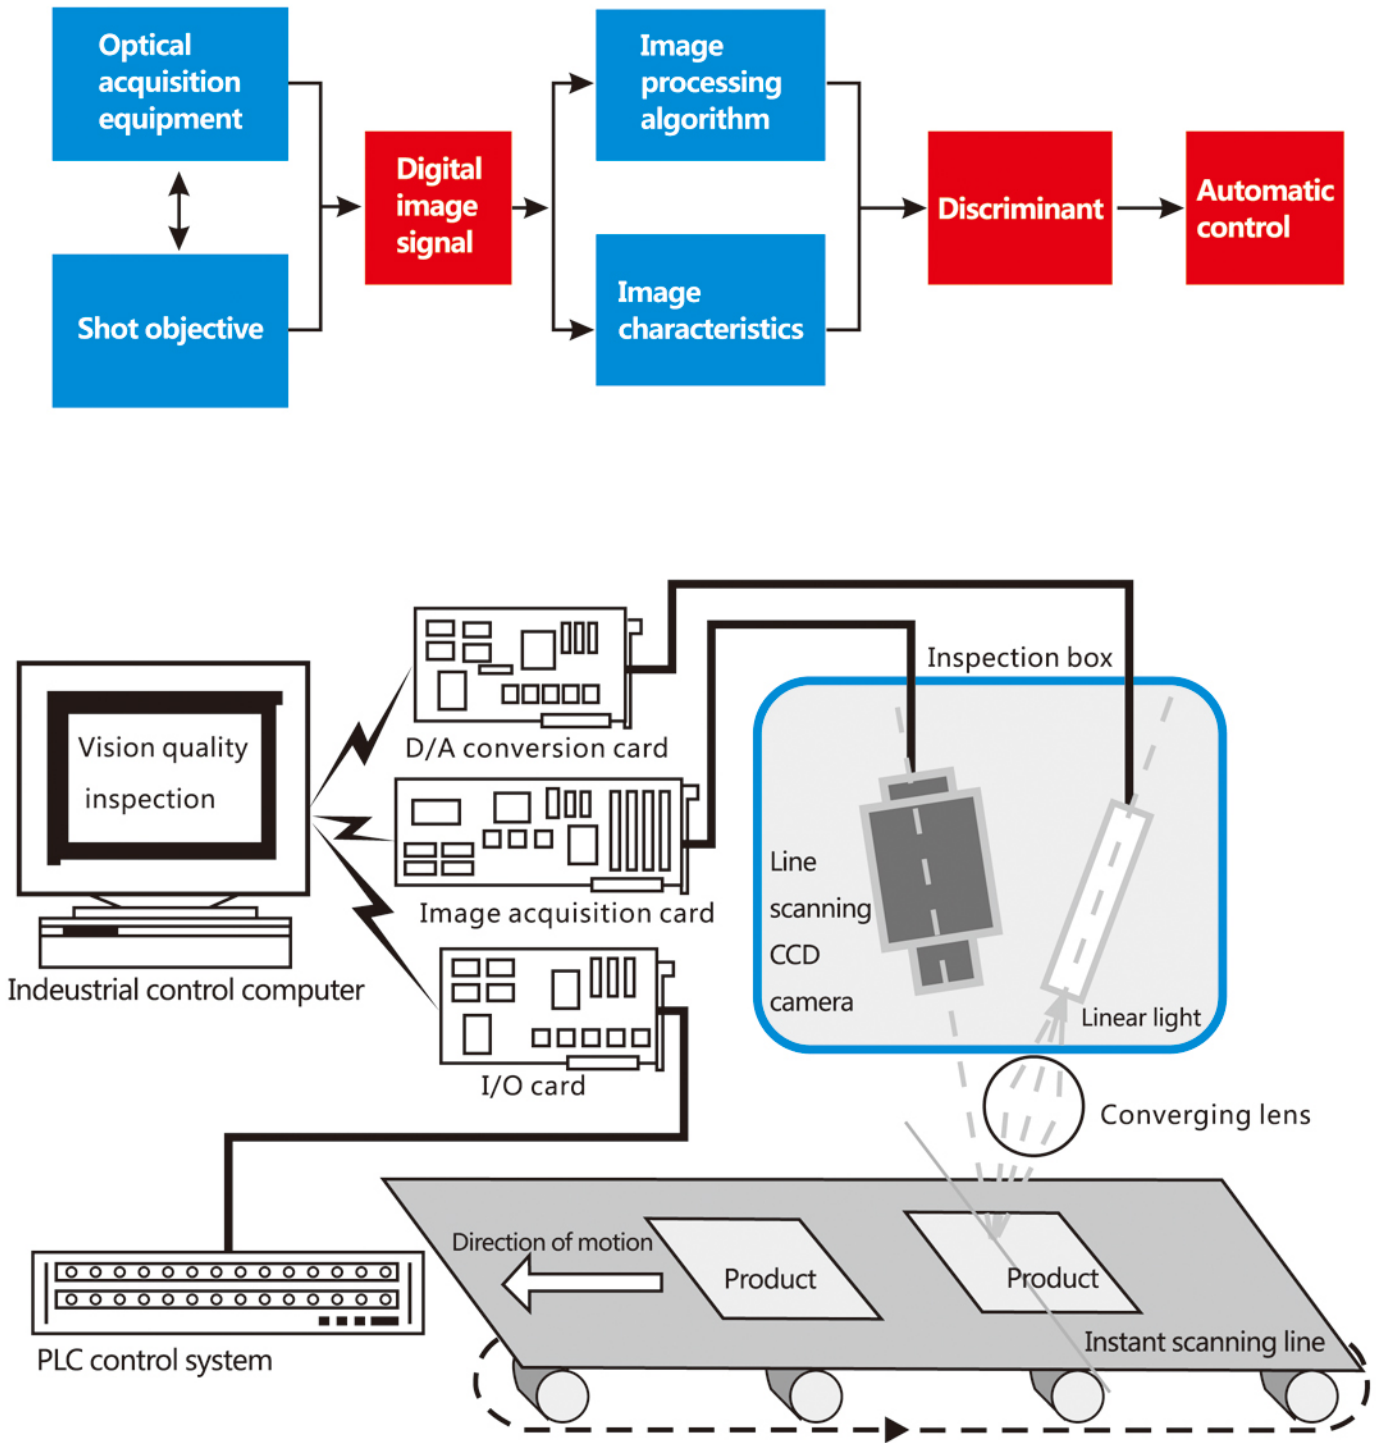 Optical
acquisition
equipment
Shot objective
Digital
image
signal
Image
processing
algorithm
Image
characteristics
Discriminant
Automatic
control
Vision quality
inspection
Indeustrial control computer
D/A conversion card
Image acquisition card
I/O card
PLC control system
Inspection box
Line
scanning
CCD
camera
Linear light
Converging lens
Direction of motion
Product
Product
Instant scanning line